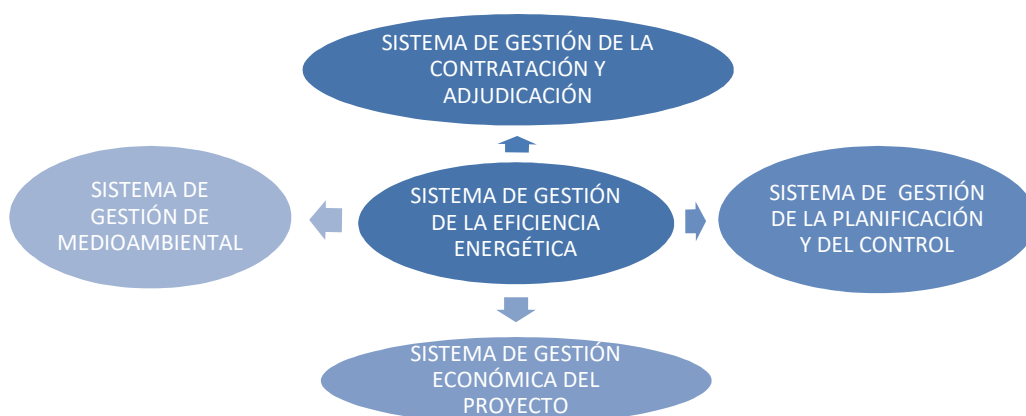 SISTEMA DE GESTIÓN DE LA
CONTRATACIÓN Y
ADJUDICACIÓN
SISTEMA DE
GESTIÓN DE
MEDIOAMBIENTAL
SISTEMA DE GESTIÓN
DE LA EFICIENCIA
ENERGÉTICA
SISTEMA DE  GESTIÓN
DE LA PLANIFICACIÓN
Y DEL CONTROL
SISTEMA DE GESTIÓN
ECONÓMICA DEL
PROYECTO